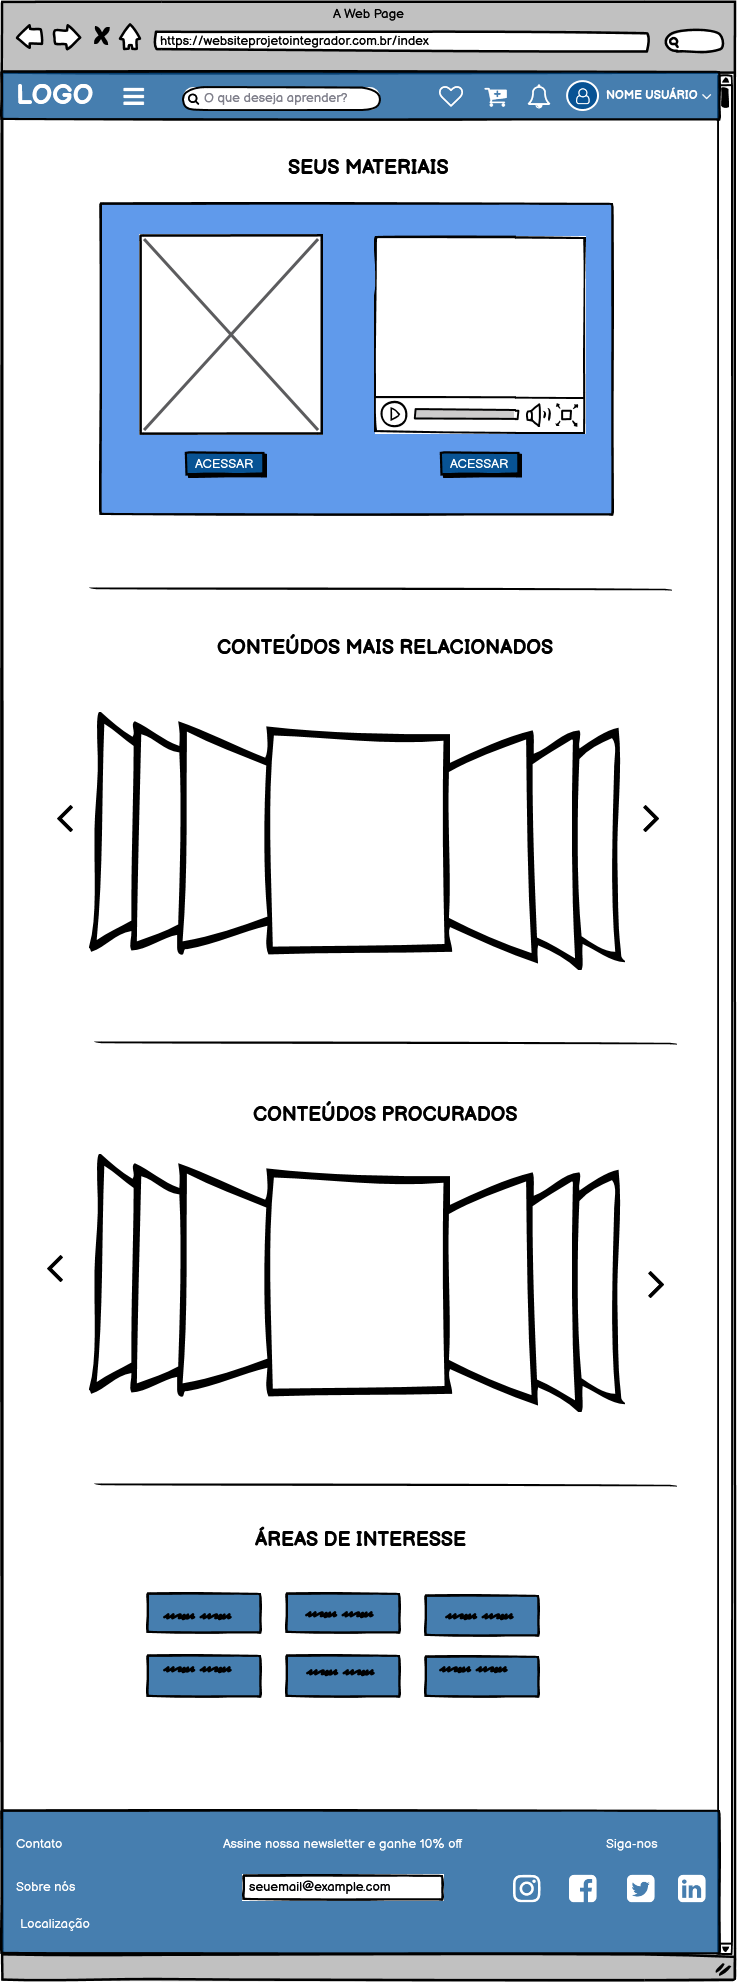 A Web Page
https://websiteprojetointegrador.com.br/index
LOGO
O que deseja aprender?
NOME USUÁRIO
SEUS MATERIAIS
ACESSAR
ACESSAR
CONTEÚDOS MAIS RELACIONADOS
CONTEÚDOS PROCURADOS
ÁREAS DE INTERESSE
Contato
Assine nossa newsletter e ganhe 10% off
Siga-nos
Sobre nós
seuemail@example.com
Localização